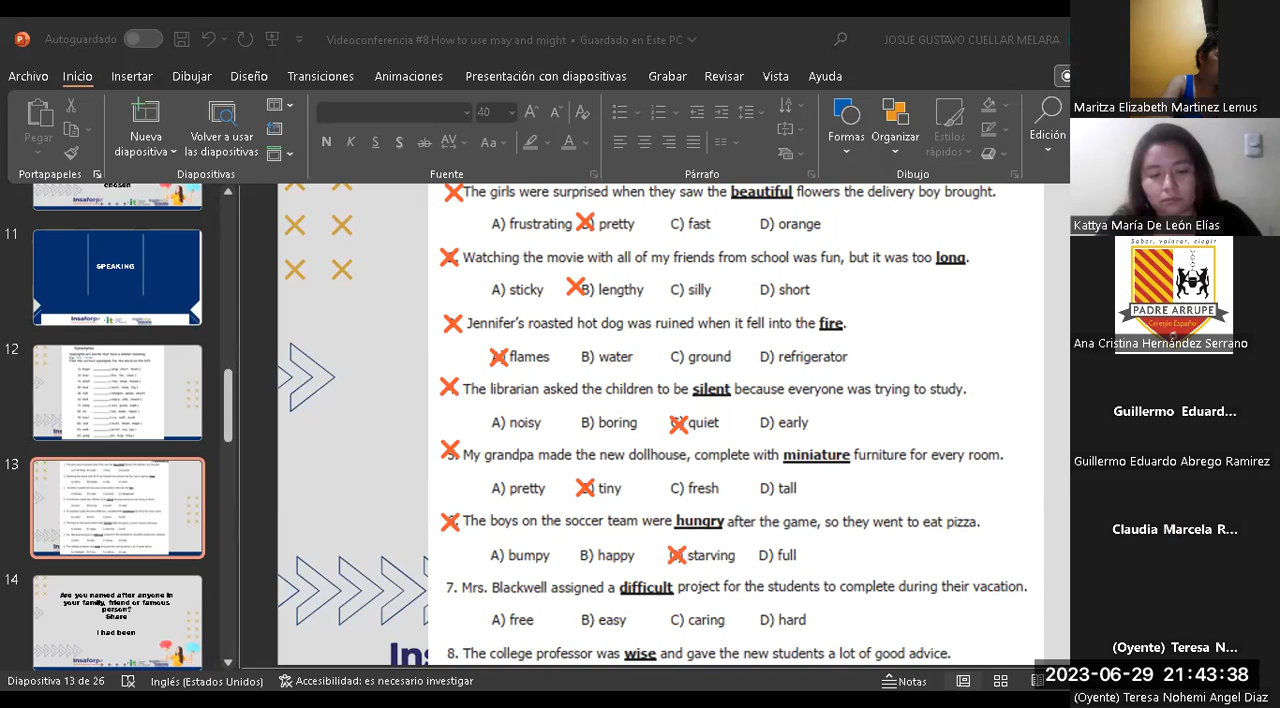 Autoguardado
Videoconferencia #8 How to use may and might • Guardado en Este PC
JOSUE GUSTAVO CUELLAR MELARA
Archivo Inicio Insertar Dibujar Diseño Transiciones Animaciones Presentación con diapositivas Grabar Revisar Vista Ayuda
Pegar
Nueva diapositiva
Volver a usar las diapositivas
40
N K S S ab AV Aa A
Formas
Organizar
Estilos rápidos
Edición
Portapapeles Diapositivas Fuente Párrafo Dibujo
chosen
11
SPEAKING
Insaforp
12
13
14
Are you named after anyone in
your family, friend or famous
person?
Share
I had been
Insaforp
The girls were surprised when they saw the beautiful flowers the delivery boy brought.
A) frustrating pretty C) fast D) orange
Watching the movie with all of my friends from school was fun, but it was too long.
A) sticky B) lengthy C) silly D) short
Jennifer's roasted hot dog was ruined when it fell into the fire.
flames B) water C) ground D) refrigerator
The librarian asked the children to be silent because everyone was trying to study.
A) noisy B) boring quiet D) early
My grandpa made the new dollhouse, complete with miniature furniture for every room.
A) pretty tiny C) fresh D) tall
The boys on the soccer team were hungry after the game, so they went to eat pizza.
A) bumpy B) happy starving D) full
7. Mrs. Blackwell assigned a difficult project for the students to complete during their vacation.
A) free B) easy C) caring D) hard
8. The college professor was wise and gave the new students a lot of good advice.
Ins
Diapositiva 13 de 26 Inglés (Estados Unidos) Accesibilidad: es necesario investigar Notas
Maritza Elizabeth Martinez Lemus
Kattya María De León Elías
Saber, valorar, elegir
PADRE ARRUPE
Colegio Español
Ana Cristina Hernández Serrano
Guillermo Eduard...
Guillermo Eduardo Abrego Ramirez
Claudia Marcela R...
(Oyente) Teresa N...
2023-06-29 21:43:38
(Oyente) Teresa Nohemi Angel Diaz